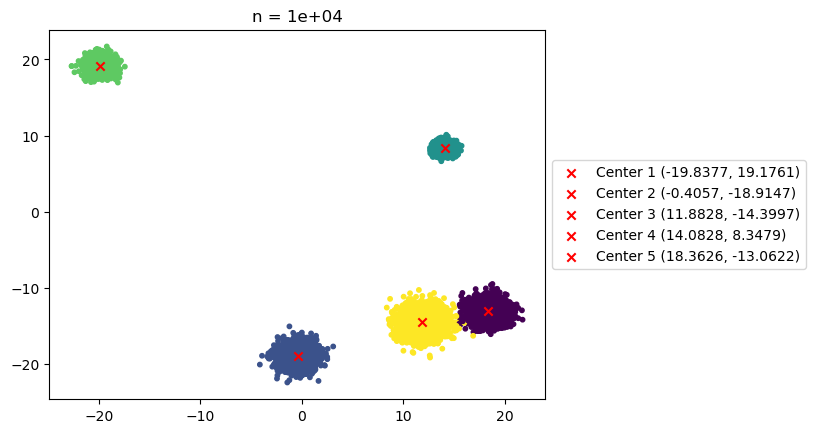 n = 1e+04
20
10
0
−10
−20
−20
−10
0
10
20
Center 1 (-19.8377, 19.1761)
Center 2 (-0.4057, -18.9147)
Center 3 (11.8828, -14.3997)
Center 4 (14.0828, 8.3479)
Center 5 (18.3626, -13.0622)